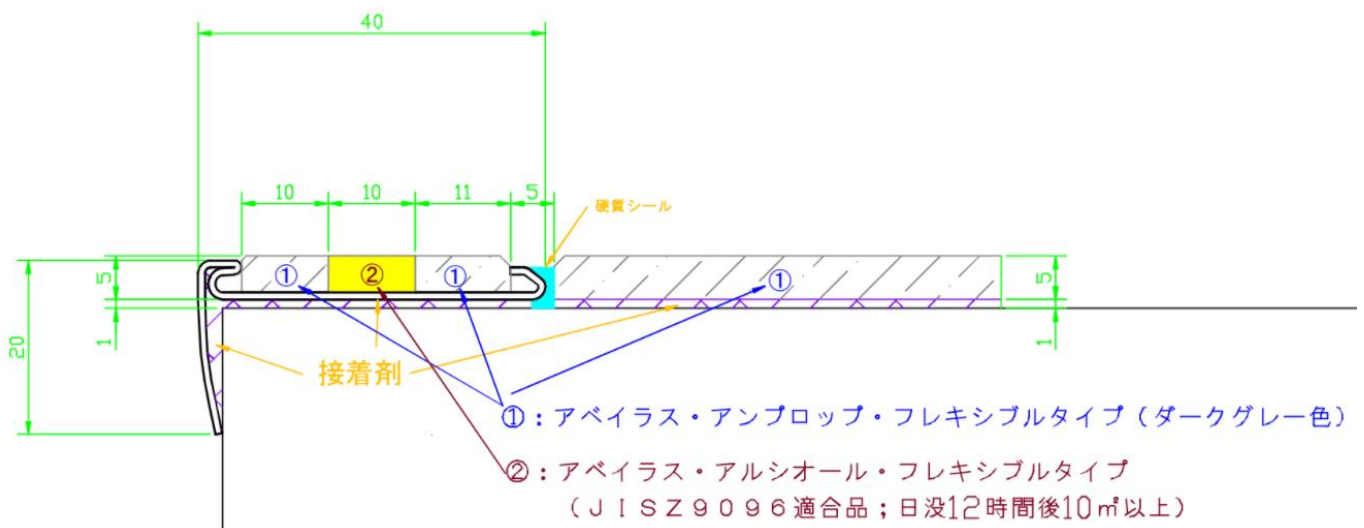 40
10
10
11
5
硬質シール
5
1
20
①
②
①
①
5
1
接着剤
①:アベイラス・アンプロップ・フレキシブルタイプ(ダークグレー色)
②:アベイラス・アルシオール・フレキシブルタイプ
(JISZ9096適合品;日没12時間後10㎡以上)